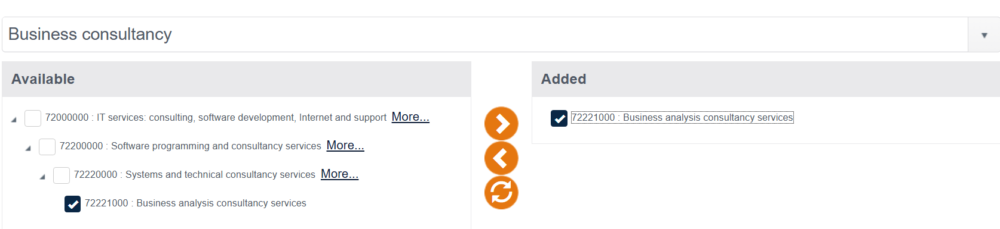 Business consultancy
Available
72000000 : IT services: consulting, software development, Internet and support More...
72200000 : Software programming and consultancy services More...
72220000 : Systems and technical consultancy services More...
72221000 : Business analysis consultancy services
Added
72221000 : Business analysis consultancy services